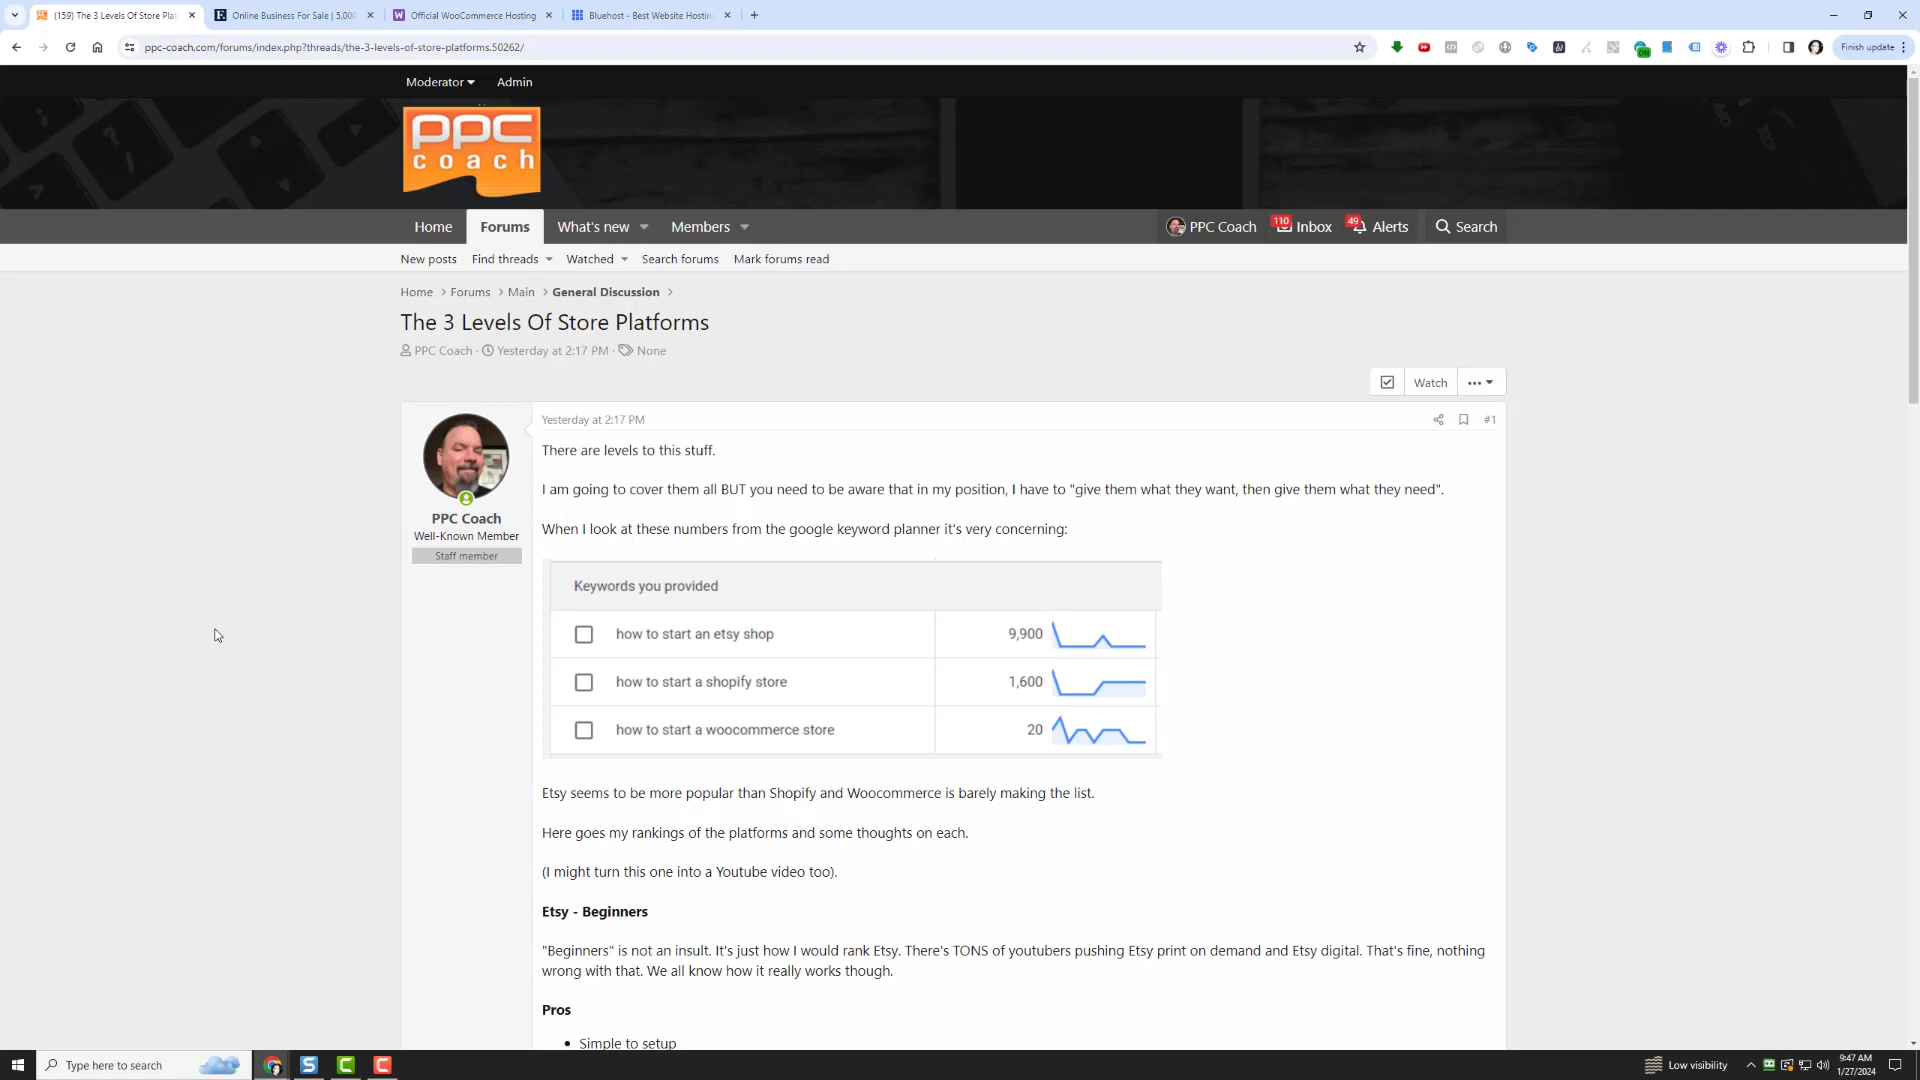 (159) The 3 Levels Of Store Plat
Online Business For Sale | 5,000
Official WooCommerce Hosting
Bluehost - Best Website Hosting
ppc-coach.com/forums/index.php?threads/the-3-levels-of-store-platforms.50262/
ON
Finish update
Moderator
Admin
ppc
coach
Home
Forums
What's new
Members
PPC Coach
110
Inbox
49
Alerts
Search
New posts
Find threads
Watched
Search forums
Mark forums read
Home > Forums > Main > General Discussion >
The 3 Levels Of Store Platforms
PPC Coach · Yesterday at 2:17 PM · None
Watch
Yesterday at 2:17 PM
#1
PPC Coach
Well-Known Member
Staff member
There are levels to this stuff.
I am going to cover them all BUT you need to be aware that in my position, I have to "give them what they want, then give them what they need".
When I look at these numbers from the google keyword planner it's very concerning:
Keywords you provided
how to start an etsy shop 9,900
how to start a shopify store 1,600
how to start a woocommerce store 20
Etsy seems to be more popular than Shopify and Woocommerce is barely making the list.
Here goes my rankings of the platforms and some thoughts on each.
(I might turn this one into a Youtube video too).
Etsy - Beginners
"Beginners" is not an insult. It's just how I would rank Etsy. There's TONS of youtubers pushing Etsy print on demand and Etsy digital. That's fine, nothing
wrong with that. We all know how it really works though.
Pros
• Simple to setup
Type here to search
S
C
C
Low visibility
9:47 AM
1/27/2024